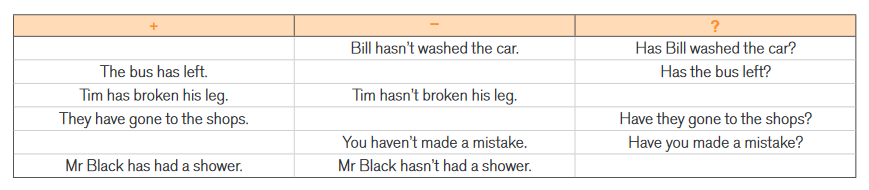 + − ?
Bill hasn’t washed the car. Has Bill washed the car?
The bus has left. Has the bus left?
Tim has broken his leg. Tim hasn’t broken his leg.
They have gone to the shops. Have they gone to the shops?
You haven’t made a mistake. Have you made a mistake?
Mr Black has had a shower. Mr Black hasn’t had a shower.